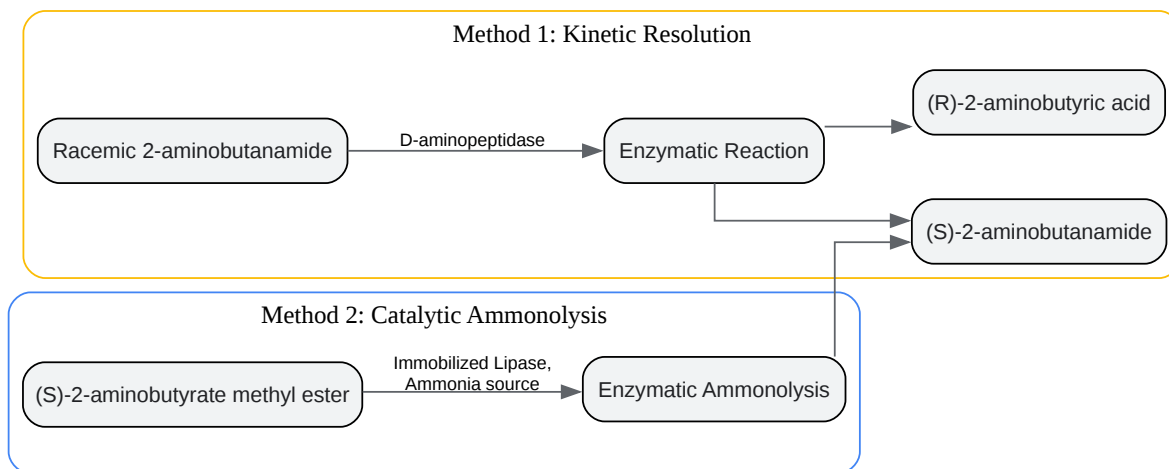 Method 1: Kinetic Resolution
(R)-2-aminobutyric acid
Racemic 2-aminobutanamide
D-aminopeptidase
Enzymatic Reaction
(S)-2-aminobutanamide
Method 2: Catalytic Ammonolysis
(S)-2-aminobutyrate methyl ester
Immobilized Lipase,
Ammonia source
Enzymatic Ammonolysis